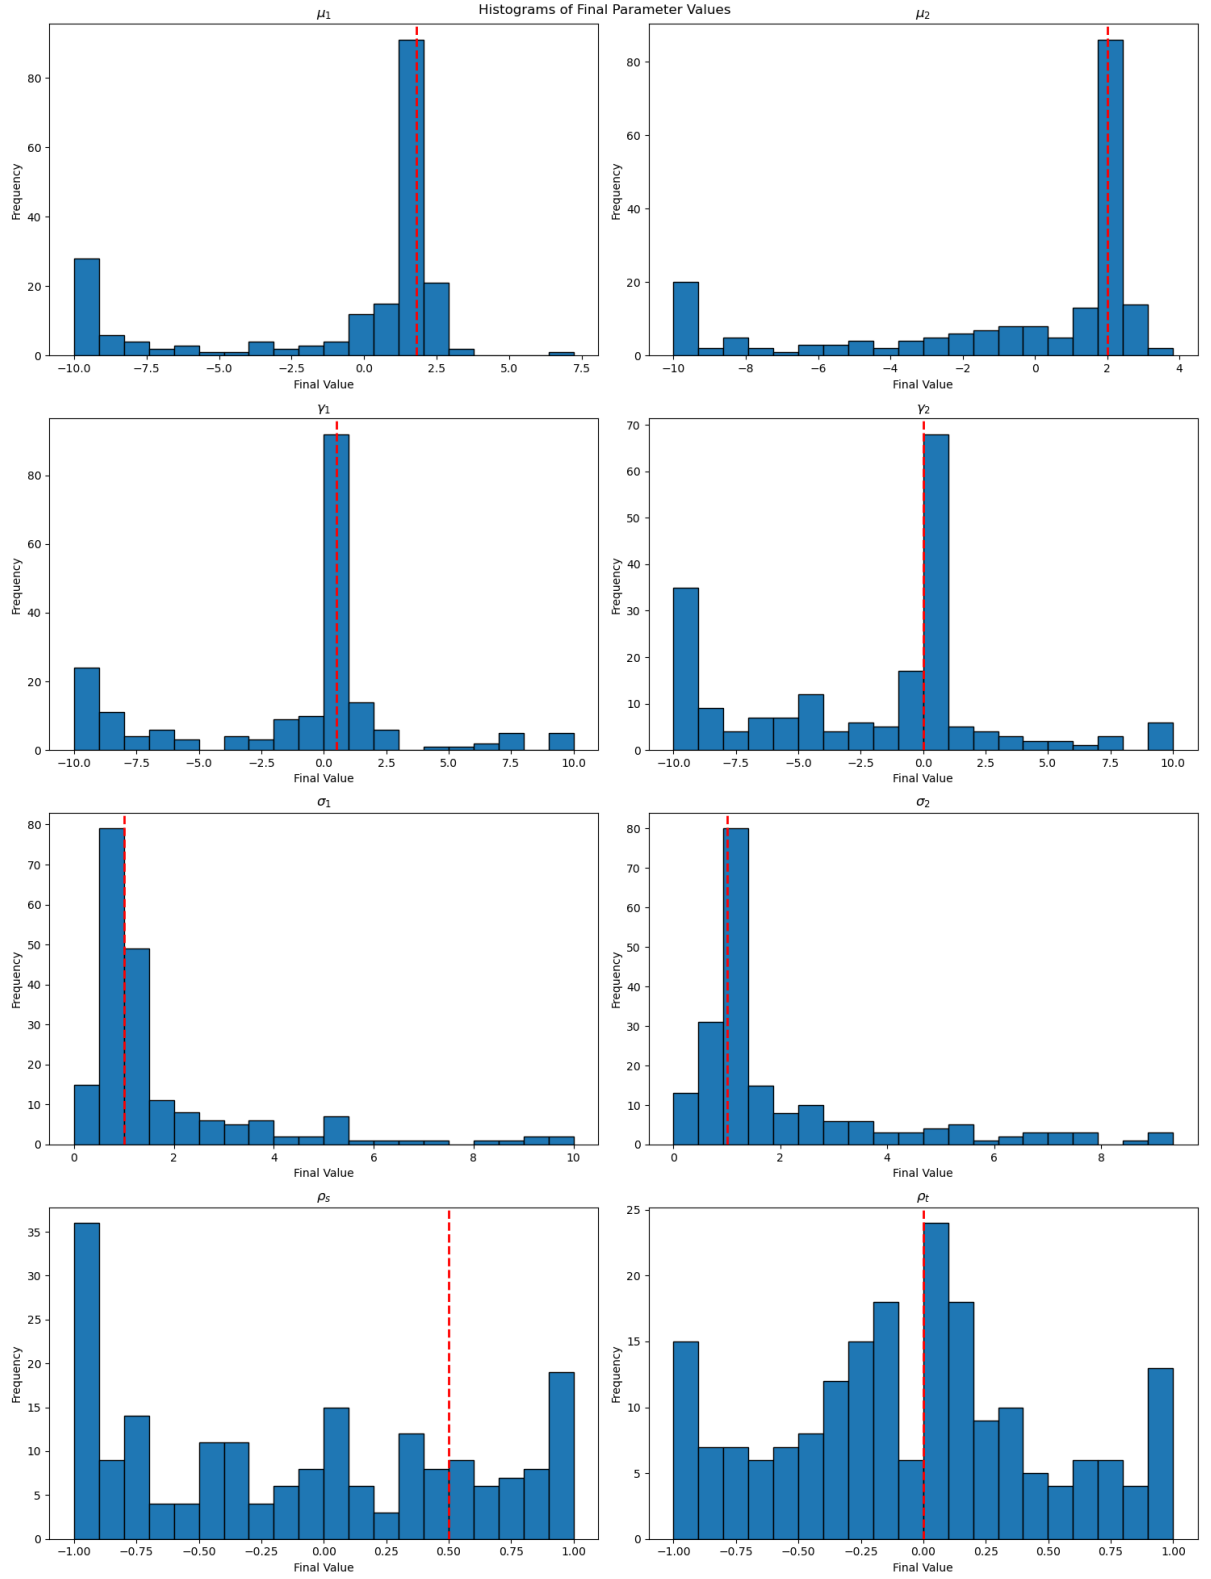 Histograms of Final Parameter Values
μ₁
Frequency
80
60
40
20
0
−10.0 −7.5 −5.0 −2.5 0.0 2.5 5.0 7.5
Final Value
μ₂
Frequency
80
60
40
20
0
−10 −8 −6 −4 −2 0 2 4
Final Value
γ₁
Frequency
80
60
40
20
0
−10.0 −7.5 −5.0 −2.5 0.0 2.5 5.0 7.5 10.0
Final Value
γ₂
Frequency
70
60
50
40
30
20
10
0
−10.0 −7.5 −5.0 −2.5 0.0 2.5 5.0 7.5 10.0
Final Value
σ₁
Frequency
80
70
60
50
40
30
20
10
0
0 2 4 6 8 10
Final Value
σ₂
Frequency
80
70
60
50
40
30
20
10
0
0 2 4 6 8
Final Value
ρₛ
Frequency
35
30
25
20
15
10
5
0
−1.00 −0.75 −0.50 −0.25 0.00 0.25 0.50 0.75 1.00
Final Value
ρₜ
Frequency
25
20
15
10
5
0
−1.00 −0.75 −0.50 −0.25 0.00 0.25 0.50 0.75 1.00
Final Value